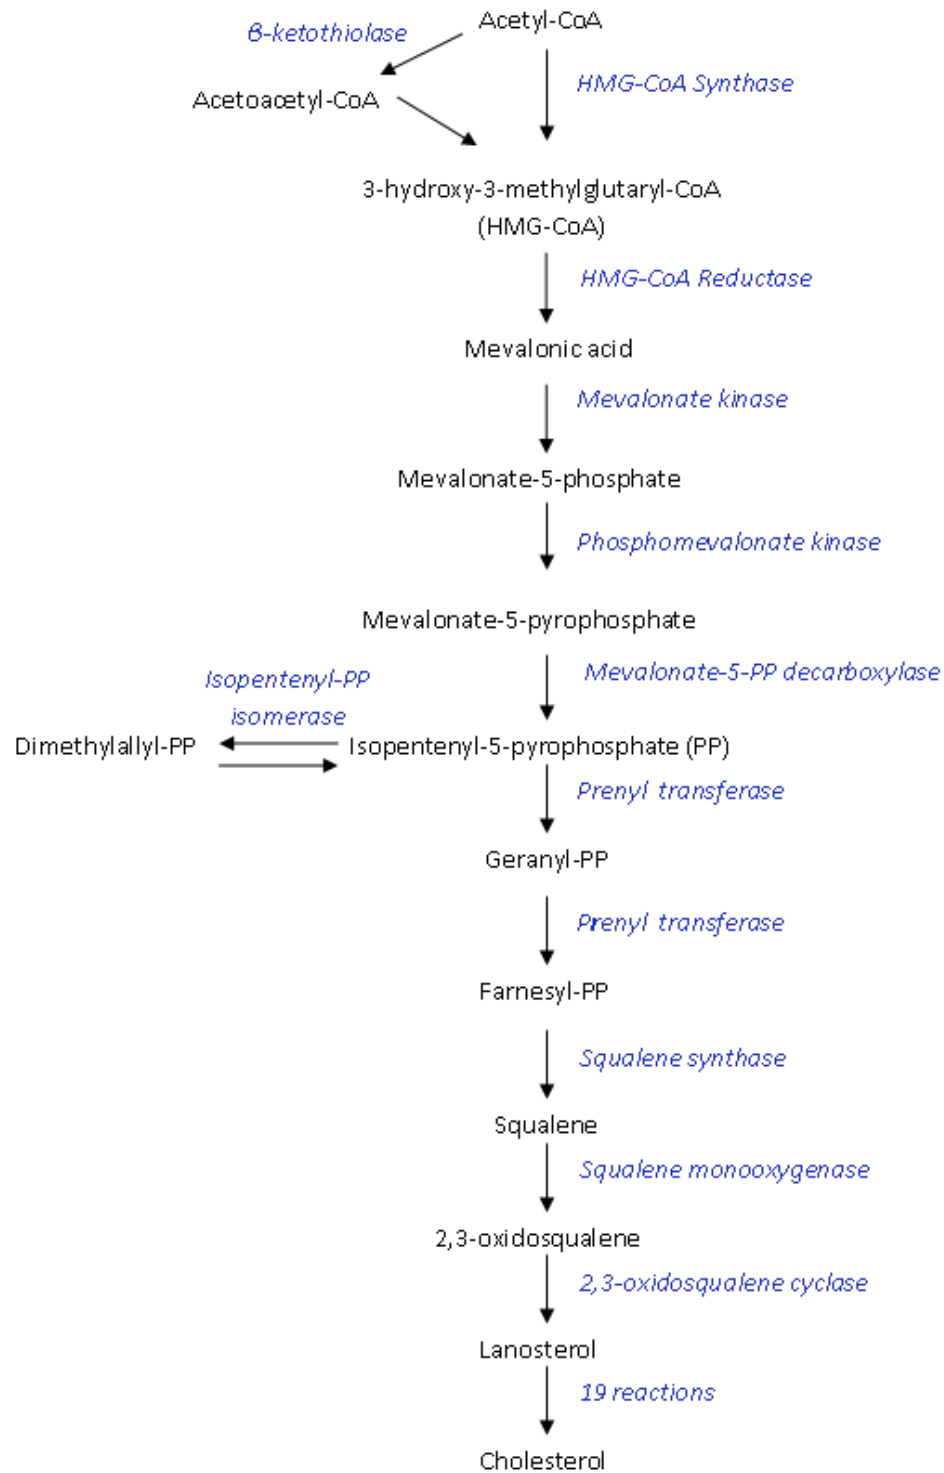 Acetyl-CoA
β-ketothiolase
HMG-CoA Synthase
Acetoacetyl-CoA
3-hydroxy-3-methylglutaryl-CoA
(HMG-CoA)
HMG-CoA Reductase
Mevalonic acid
Mevalonate kinase
Mevalonate-5-phosphate
Phosphomevalonate kinase
Mevalonate-5-pyrophosphate
Mevalonate-5-PP decarboxylase
Isopentenyl-PP
isomerase
Dimethylallyl-PP
Isopentenyl-5-pyrophosphate (PP)
Prenyl transferase
Geranyl-PP
Prenyl transferase
Farnesyl-PP
Squalene synthase
Squalene
Squalene monooxygenase
2,3-oxidosqualene
2,3-oxidosqualene cyclase
Lanosterol
19 reactions
Cholesterol